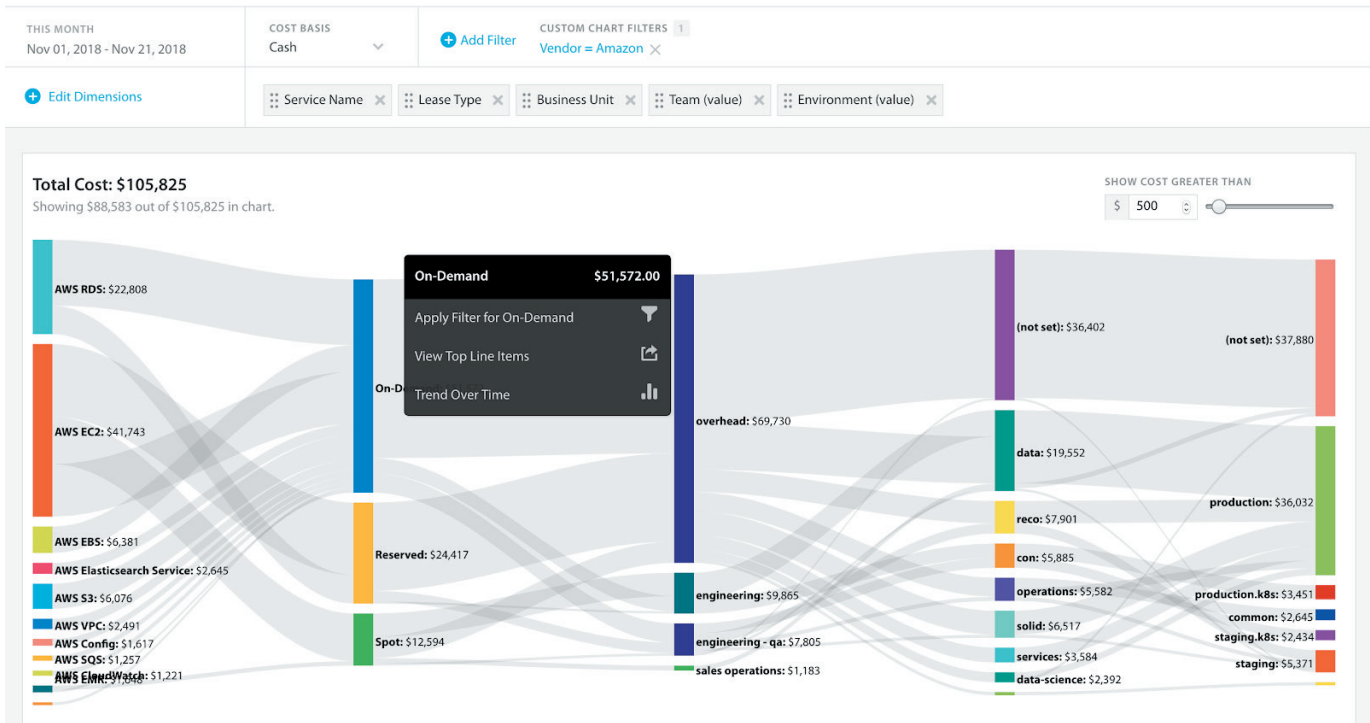 THIS MONTH
Nov 01, 2018 - Nov 21, 2018
COST BASIS
Cash
Add Filter
CUSTOM CHART FILTERS 1
Vendor = Amazon
Edit Dimensions
Service Name
Lease Type
Business Unit
Team (value)
Environment (value)
Total Cost: $105,825
Showing $88,583 out of $105,825 in chart.
SHOW COST GREATER THAN
$ 500
AWS RDS: $22,808
AWS EC2: $41,743
AWS EBS: $6,381
AWS Elasticsearch Service: $2,645
AWS S3: $6,076
AWS VPC: $2,491
AWS Config: $1,617
AWS SQS: $1,257
AWS CloudWatch: $1,221
AWS EMR:
On-Demand $51,572.00
Apply Filter for On-Demand
View Top Line Items
Trend Over Time
Reserved: $24,417
Spot: $12,594
overhead: $69,730
engineering: $9,865
engineering - qa: $7,805
sales operations: $1,183
(not set): $36,402
data: $19,552
reco: $7,901
con: $5,885
operations: $5,582
solid: $6,517
services: $3,584
data-science: $2,392
(not set): $37,880
production: $36,032
production.k8s: $3,451
common: $2,645
staging.k8s: $2,434
staging: $5,371